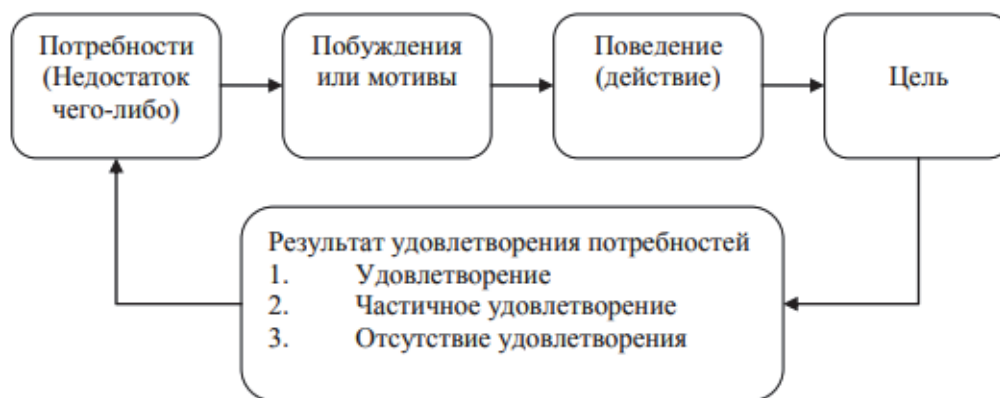 Потребности
(Недостаток
чего-либо)
Побуждения
или мотивы
Поведение
(действие)
Цель
Результат удовлетворения потребностей
1. Удовлетворение
2. Частичное удовлетворение
3. Отсутствие удовлетворения